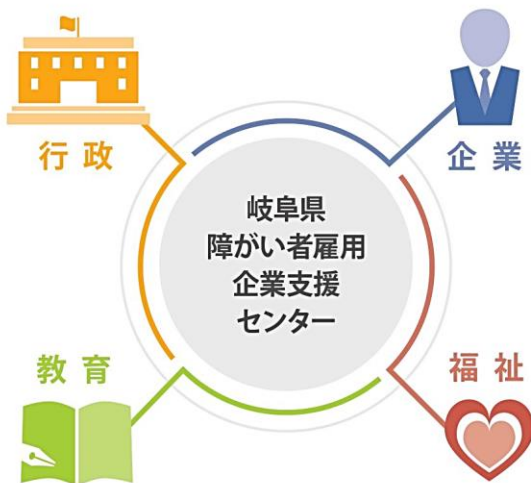 行政
企業
岐阜県
障がい者雇用
企業支援
センター
教育
福祉